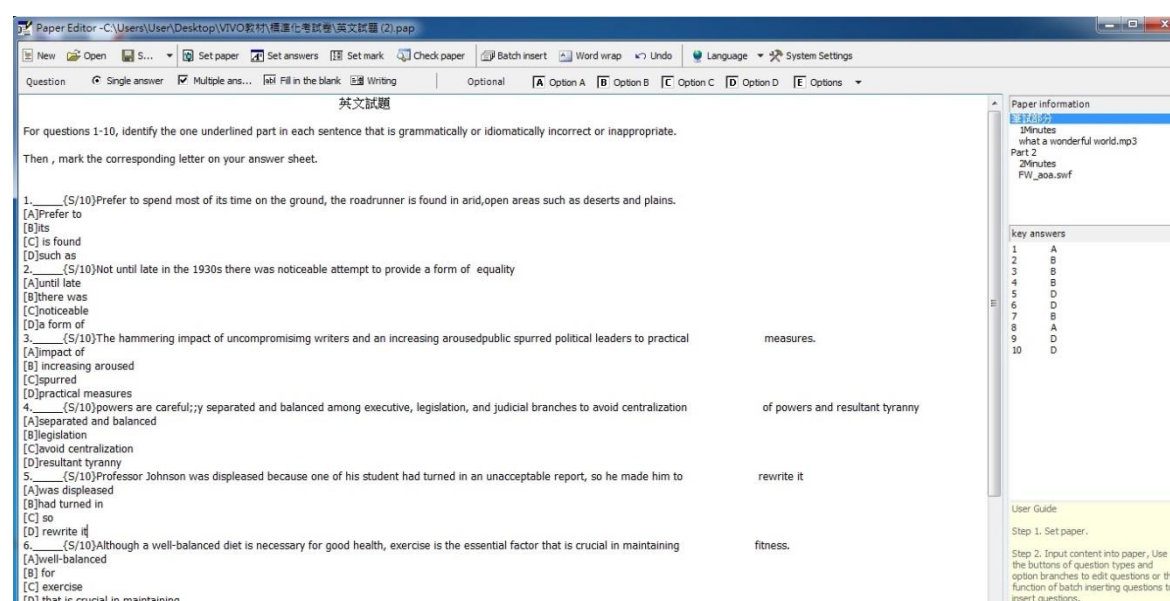 Paper Editor -C:\Users\User\Desktop\VIVO教材\標準化考試卷\英文試題 (2).pap
New Open S... Set paper Set answers Set mark Check paper Batch insert Word wrap Undo Language System Settings
Question Single answer Multiple ans... Fill in the blank Writing Optional A Option A B Option B C Option C D Option D E Options
英文試題
For questions 1-10, identify the one underlined part in each sentence that is grammatically or idiomatically incorrect or inappropriate.
Then , mark the corresponding letter on your answer sheet.
1._____{S/10}Prefer to spend most of its time on the ground, the roadrunner is found in arid,open areas such as deserts and plains.
[A]Prefer to
[B]its
[C] is found
[D]such as
2._____{S/10}Not until late in the 1930s there was noticeable attempt to provide a form of equality
[A]until late
[B]there was
[C]noticeable
[D]a form of
3._____{S/10}The hammering impact of uncompromisimg writers and an increasing arousedpublic spurred political leaders to practical measures.
[A]impact of
[B] increasing aroused
[C]spurred
[D]practical measures
4._____{S/10}powers are careful;;y separated and balanced among executive, legislation, and judicial branches to avoid centralization of powers and resultant tyranny
[A]separated and balanced
[B]legislation
[C]avoid centralization
[D]resultant tyranny
5._____{S/10}Professor Johnson was displeased because one of his student had turned in an unacceptable report, so he made him to rewrite it
[A]was displeased
[B]had turned in
[C] so
[D] rewrite it
6._____{S/10}Although a well-balanced diet is necessary for good health, exercise is the essential factor that is crucial in maintaining fitness.
[A]well-balanced
[B] for
[C] exercise
[D] that is crucial in maintaining
Paper information
筆試部分
1Minutes
what a wonderful world.mp3
Part 2
2Minutes
FW_aoa.swf
key answers
1 A
2 B
3 B
4 B
5 D
6 D
7 B
8 A
9 D
10 D
User Guide
Step 1. Set paper.
Step 2. Input content into paper, Use
the buttons of question types and
option branches to edit questions or th
function of batch inserting questions to
insert questions.